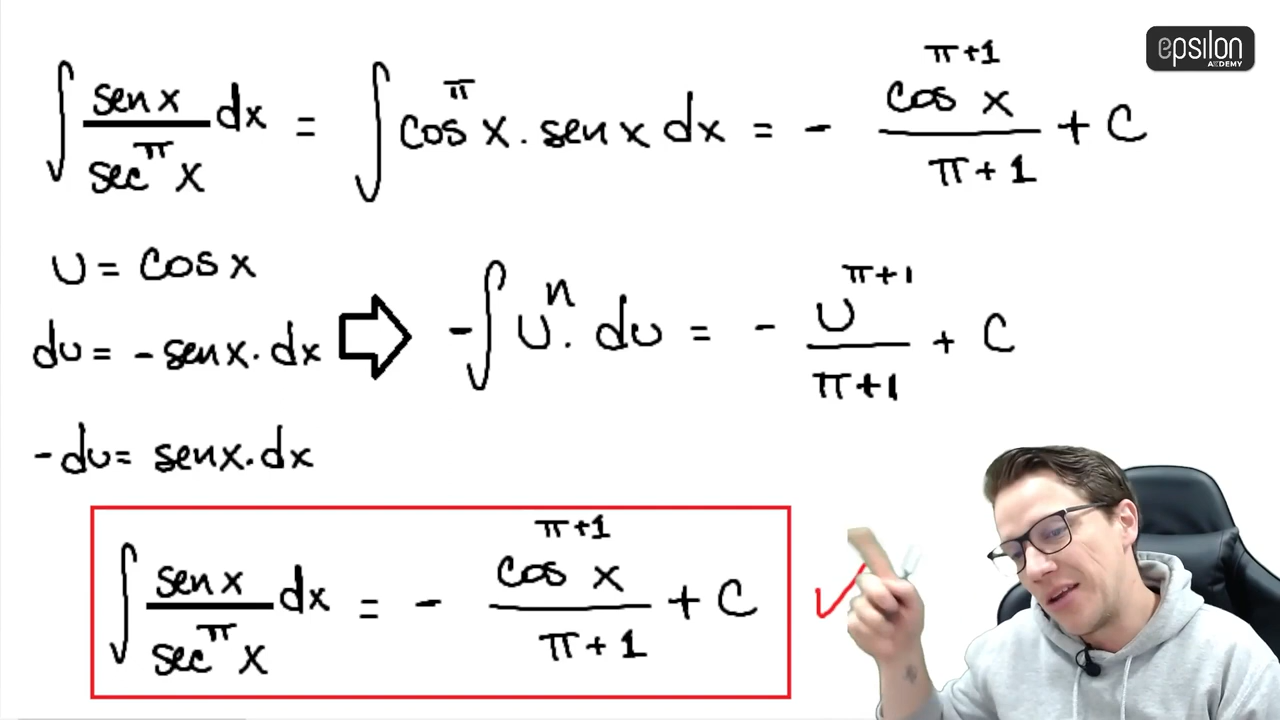 epsilon
AKDEMY
∫ sen x / sec^π x dx = ∫ cos^π x . sen x dx = - cos^(π+1) x / π+1 + C
U = cos x
du = - sen x . dx ⇨ - ∫ U^n . du = - U^(π+1) / π+1 + C
- du = sen x . dx
∫ sen x / sec^π x dx = - cos^(π+1) x / π+1 + C